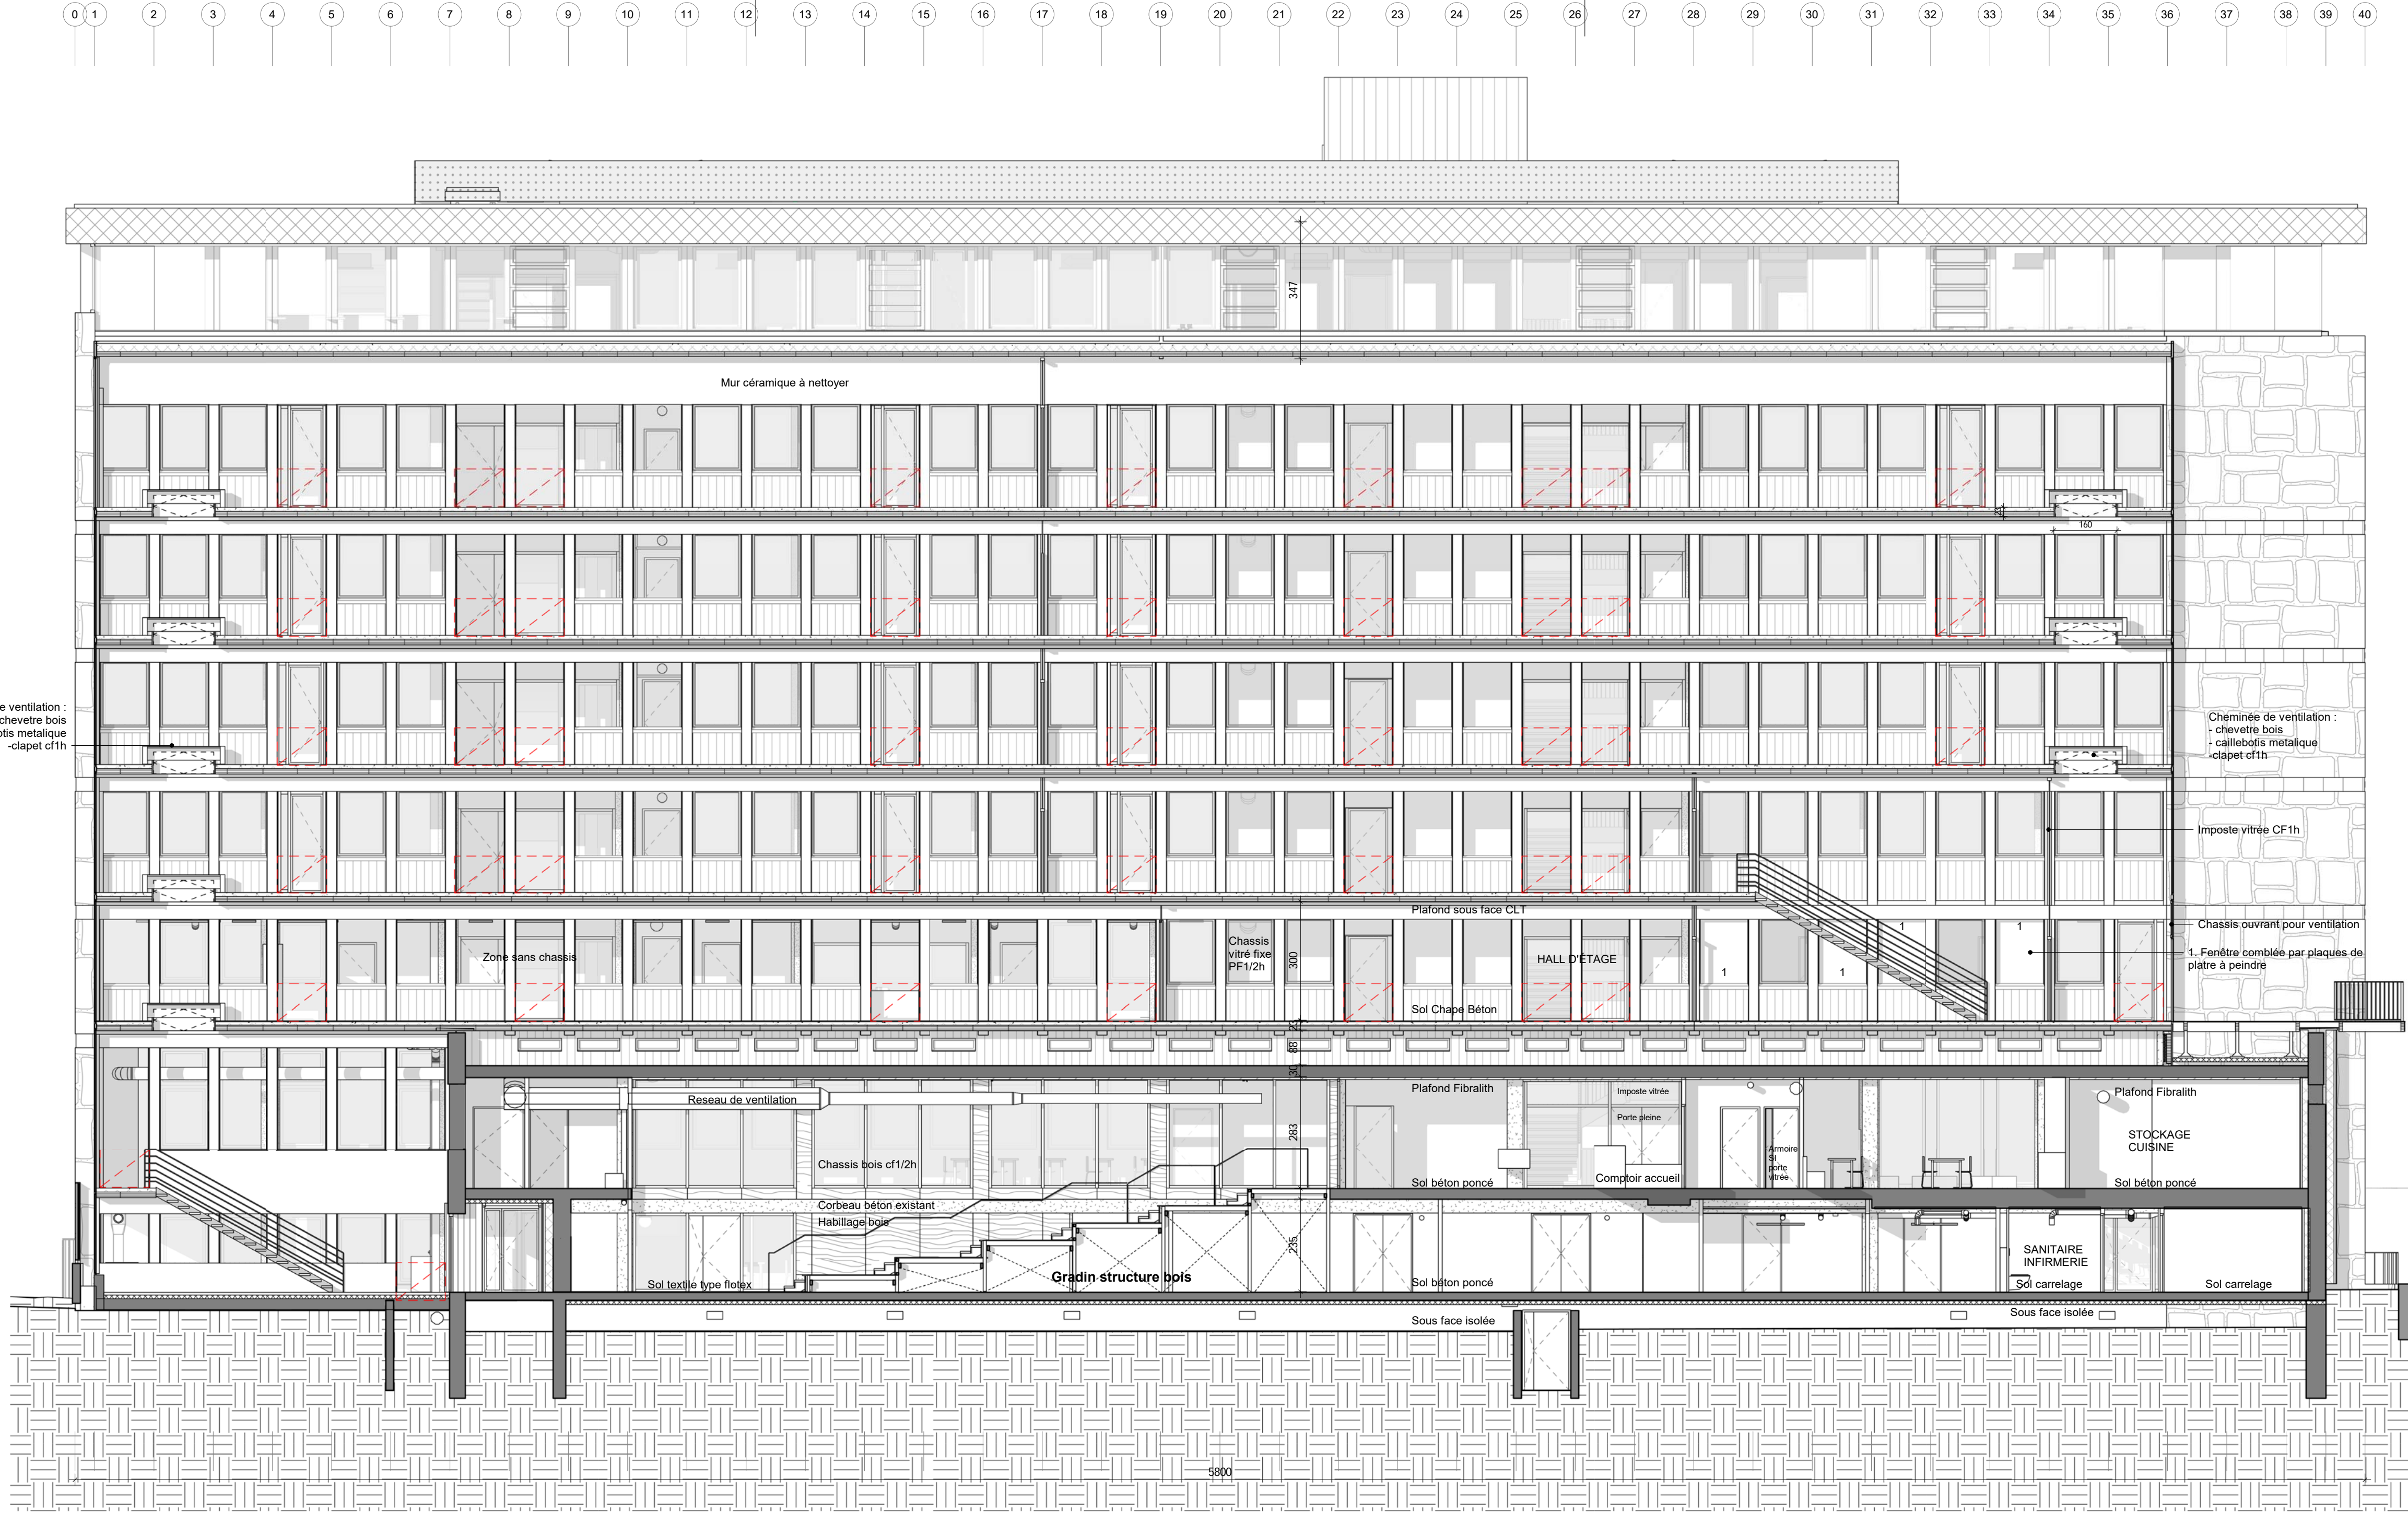 0 1 2 3 4 5 6 7 8 9 10 11 12 13 14 15 16 17 18 19 20 21 22 23 24 25 26 27 28 29 30 31 32 33 34 35 36 37 38 39 40
347
Mur céramique à nettoyer
23
160
e ventilation :
chevetre bois
otis metalique
-clapet cf1h
Cheminée de ventilation :
- chevetre bois
- caillebotis metalique
-clapet cf1h
Imposte vitrée CF1h
Plafond sous face CLT
Chassis ouvrant pour ventilation
1
1
Zone sans chassis
Chassis
vitré fixe
PF1/2h
300
HALL D'ÉTAGE
1
1
1. Fenêtre comblée par plaques de
platre à peindre
Sol Chape Béton
23
88
30
Reseau de ventilation
Plafond Fibralith
Imposte vitrée
Plafond Fibralith
Porte pleine
283
STOCKAGE
CUISINE
Chassis bois cf1/2h
Armoire
SI
porte
vitrée
Comptoir accueil
Sol béton poncé
Sol béton poncé
Corbeau béton existant
Habillage bois
235
SANITAIRE
INFIRMERIE
Gradin structure bois
Sol textile type flotex
Sol béton poncé
Sol carrelage
Sol carrelage
Sous face isolée
Sous face isolée
5800